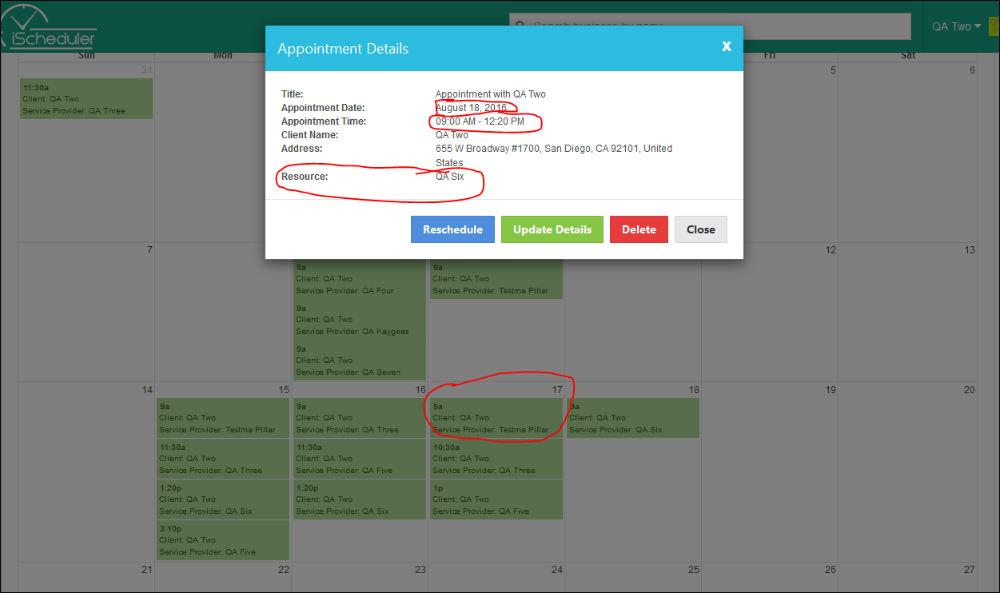 iScheduler
Search business by name
QA Two
Sun
Mon
Fri
Sat
Appointment Details
X
Title: Appointment with QA Two
Appointment Date: August 18, 2016
Appointment Time: 09:00 AM - 12:20 PM
Client Name: QA Two
Address: 655 W Broadway #1700, San Diego, CA 92101, United
States
Resource: QA Six
Reschedule Update Details Delete Close
31
5
6
11:30a
Client: QA Two
Service Provider: QA Three
7
12
13
9a
Client: QA Two
Service Provider: QA Four
9a
Client: QA Two
Service Provider: QA Kaygees
9a
Client: QA Two
Service Provider: QA Seven
9a
Client: QA Two
Service Provider: Testma Pillar
14
15
16
17
18
19
20
9a
Client: QA Two
Service Provider: Testma Pillar
11:30a
Client: QA Two
Service Provider: QA Three
1:20p
Client: QA Two
Service Provider: QA Six
3:10p
Client: QA Two
Service Provider: QA Five
9a
Client: QA Two
Service Provider: QA Three
11:30a
Client: QA Two
Service Provider: QA Five
1:20p
Client: QA Two
Service Provider: QA Six
9a
Client: QA Two
Service Provider: Testma Pillar
10:30a
Client: QA Two
Service Provider: QA Three
1p
Client: QA Two
Service Provider: QA Five
9a
Client: QA Two
Service Provider: QA Six
21
22
23
24
25
26
27